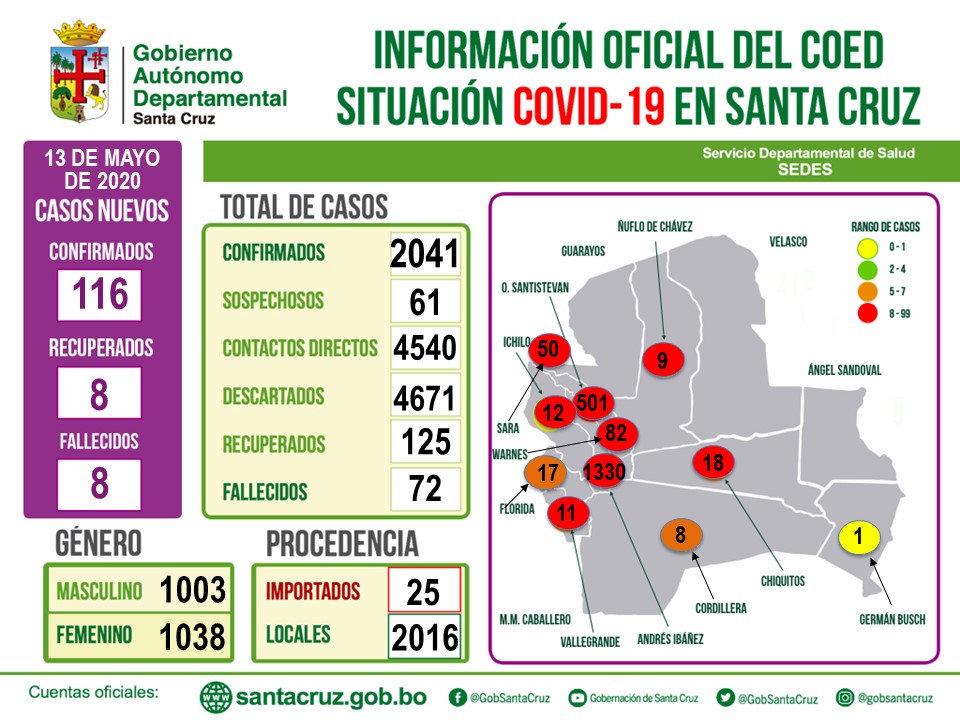 Gobierno
Autónomo
Departamental
Santa Cruz
INFORMACIÓN OFICIAL DEL COED
SITUACIÓN COVID-19 EN SANTA CRUZ
Servicio Departamental de Salud
SEDES
13 DE MAYO
DE 2020
CASOS NUEVOS
CONFIRMADOS
116
RECUPERADOS
8
FALLECIDOS
8
TOTAL DE CASOS
CONFIRMADOS 2041
SOSPECHOSOS 61
CONTACTOS DIRECTOS 4540
DESCARTADOS 4671
RECUPERADOS 125
FALLECIDOS 72
GÉNERO
MASCULINO 1003
FEMENINO 1038
PROCEDENCIA
IMPORTADOS 25
LOCALES 2016
ÑUFLO DE CHÁVEZ
GUARAYOS
VELASCO
RANGO DE CASOS
0 - 1
2 - 4
5 - 7
8 - 99
O. SANTISTEVAN
ICHILO
50
9
ÁNGEL SANDOVAL
12
501
SARA
82
WARNES
17
1330
18
FLORIDA
11
8
1
CHIQUITOS
CORDILLERA
M.M. CABALLERO
GERMÁN BUSCH
VALLEGRANDE
ANDRÉS IBÁÑEZ
Cuentas oficiales:
santacruz.gob.bo
@GobSantaCruz
Gobernación de Santa Cruz
@GobSantaCruz
@gobsantacruz